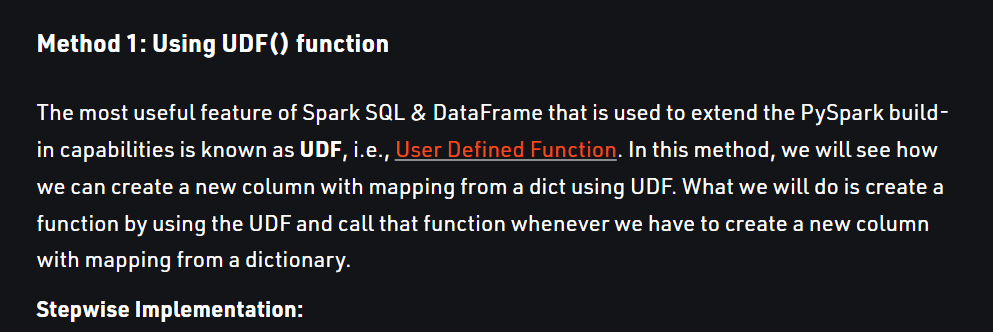 Method 1: Using UDF() function
The most useful feature of Spark SQL & DataFrame that is used to extend the PySpark build-
in capabilities is known as UDF, i.e., User Defined Function. In this method, we will see how
we can create a new column with mapping from a dict using UDF. What we will do is create a
function by using the UDF and call that function whenever we have to create a new column
with mapping from a dictionary.
Stepwise Implementation: